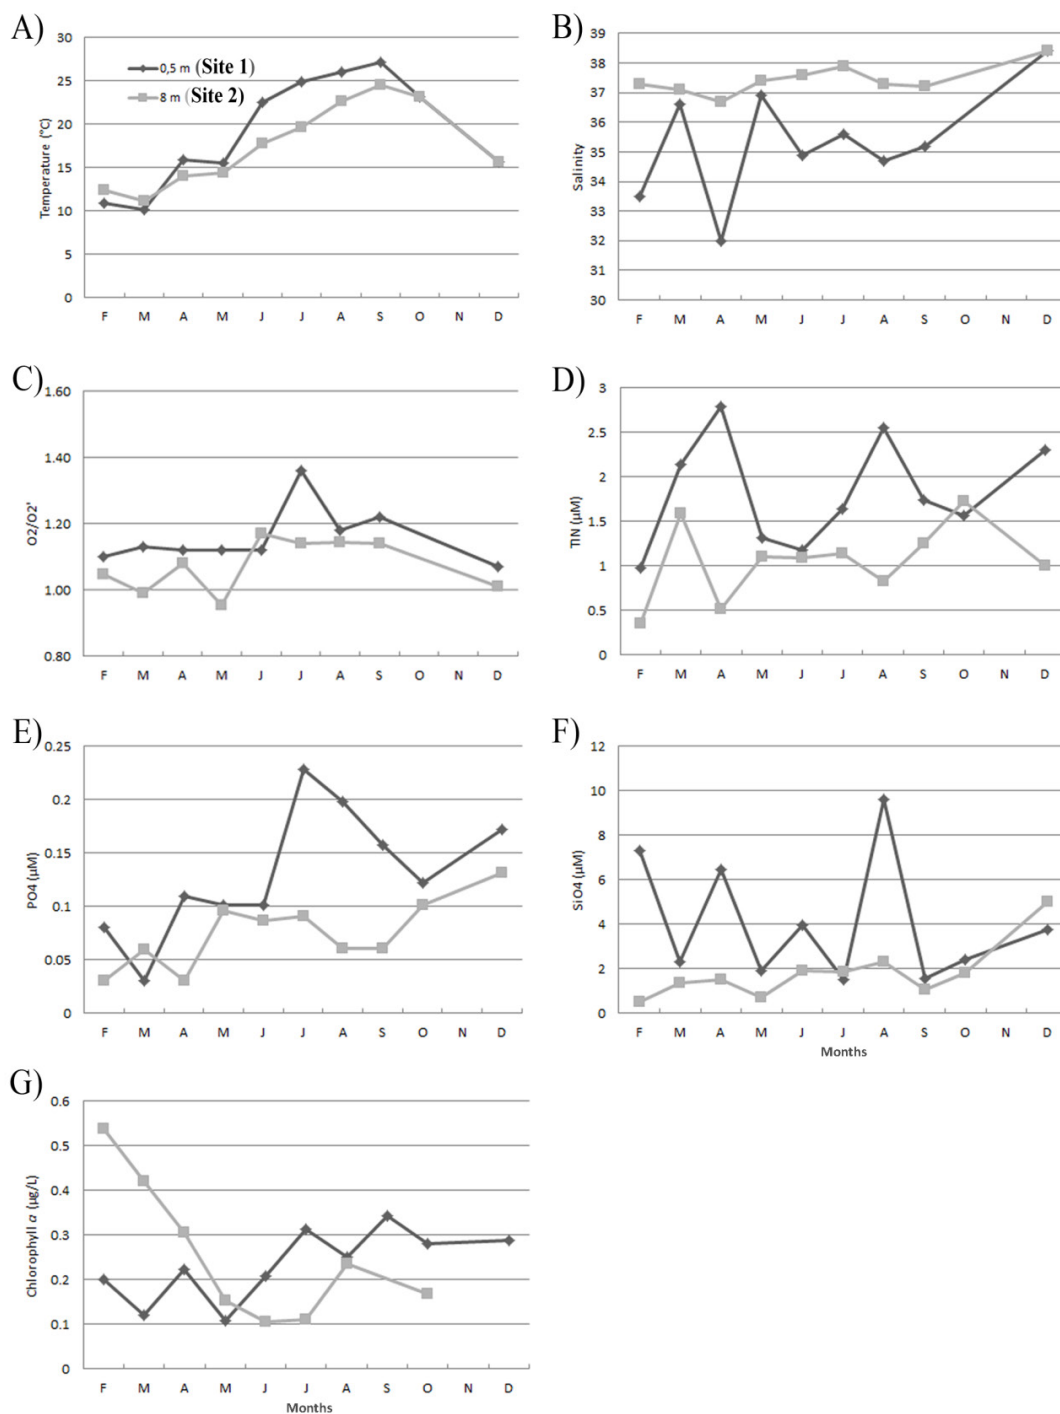 A)
30
25
20
15
10
5
0
Temperature (°C)
0,5 m (Site 1)
8 m (Site 2)
F M A M J J A S O N D
B)
39
38
37
36
35
34
33
32
31
30
Salinity
F M A M J J A S O N D
C)
1.60
1.40
1.20
1.00
0.80
O2/O2'
F M A M J J A S O N D
D)
3
2.5
2
1.5
1
0.5
0
TIN (µM)
F M A M J J A S O N D
E)
0.25
0.2
0.15
0.1
0.05
0
PO4 (µM)
F M A M J J A S O N D
F)
12
10
8
6
4
2
0
SiO4 (µM)
F M A M J J A S O N D
Months
G)
0.6
0.5
0.4
0.3
0.2
0.1
0
Chlorophyll a (µg/L)
F M A M J J A S O N D
Months